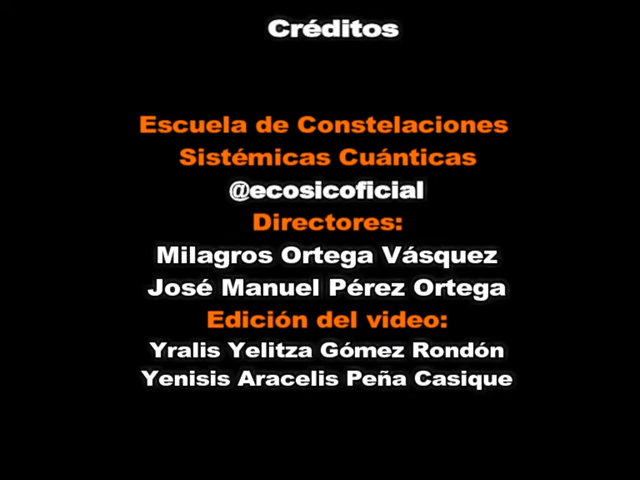 Créditos
Escuela de Constelaciones
Sistémicas Cuánticas
@ecosicoficial
Directores:
Milagros Ortega Vásquez
José Manuel Pérez Ortega
Edición del video:
Yralis Yelitza Gómez Rondón
Yenisis Aracelis Peña Casique